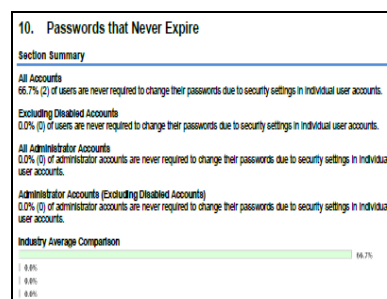 10. Passwords that Never Expire
Section Summary
All Accounts
66.7% (2) of users are never required to change their passwords due to security settings in individual user accounts.
Excluding Disabled Accounts
0.0% (0) of users are never required to change their passwords due to security settings in individual user accounts.
All Administrator Accounts
0.0% (0) of administrator accounts are never required to change their passwords due to security settings in individua
user accounts.
Administrator Accounts (Excluding Disabled Accounts)
0.0% (0) of administrator accounts are never required to change their passwords due to security settings in individua
user accounts.
Industry Average Comparison
66.7%
0.0%
0.0%
0.0%